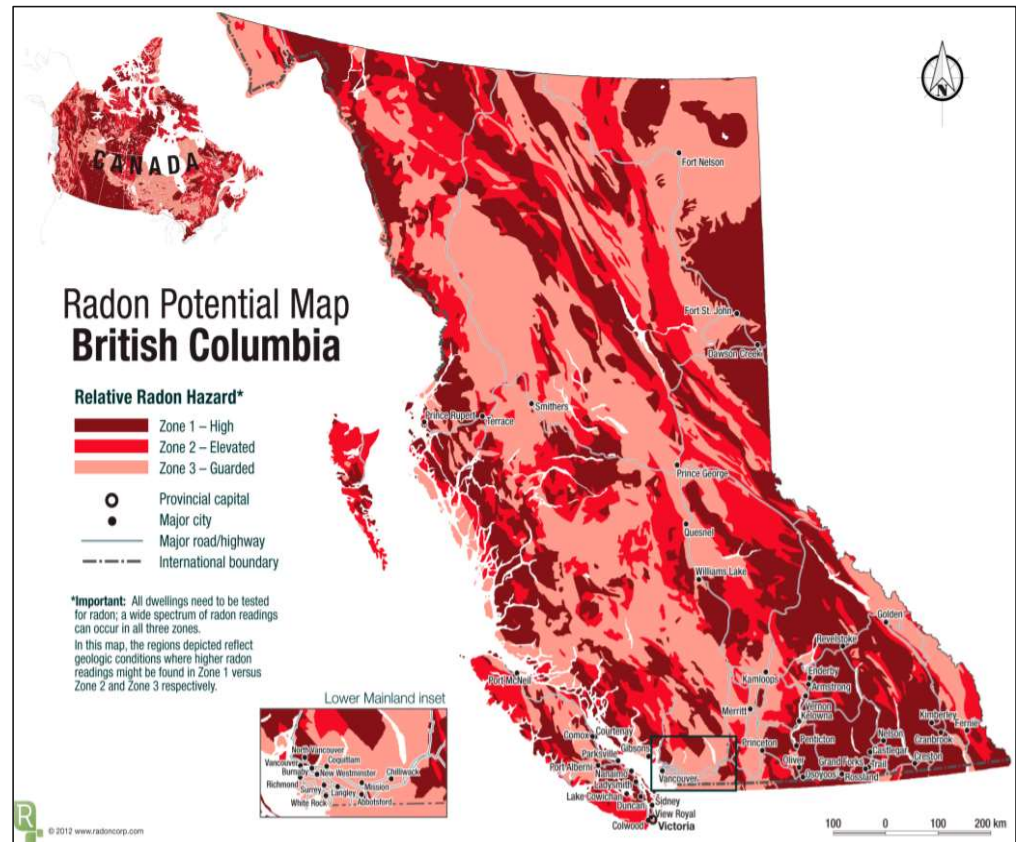 CANADA
N
Radon Potential Map
British Columbia
Relative Radon Hazard*
Zone 1 – High
Zone 2 – Elevated
Zone 3 – Guarded
Provincial capital
Major city
Major road/highway
International boundary
*Important: All dwellings need to be tested
for radon; a wide spectrum of radon readings
can occur in all three zones.
In this map, the regions depicted reflect
geologic conditions where higher radon
readings might be found in Zone 1 versus
Zone 2 and Zone 3 respectively.
Fort Nelson
Fort St. John
Dawson Creek
Prince Rupert
Terrace
Smithers
Prince George
Quesnel
Williams Lake
Golden
Revelstoke
Enderby
Armstrong
Vernon
Kelowna
Kamloops
Merritt
Princeton
Penticton
Oliver
Osoyoos
Grand Forks
Rossland
Trail
Castlegar
Nelson
Creston
Kimberley
Cranbrook
Fernie
Port McNeil
Comox
Courtenay
Gibsons
Parksville
Port Alberni
Nanaimo
Ladysmith
Lake Cowichan
Duncan
Sidney
View Royal
Victoria
Colwood
Vancouver
Lower Mainland inset
North Vancouver
Vancouver
Coquitlam
Burnaby
New Westminster
Chilliwack
Richmond
Mission
Surrey
Langley
White Rock
Abbotsford
100 0 100 200 km
R
© 2012 www.radoncorp.com